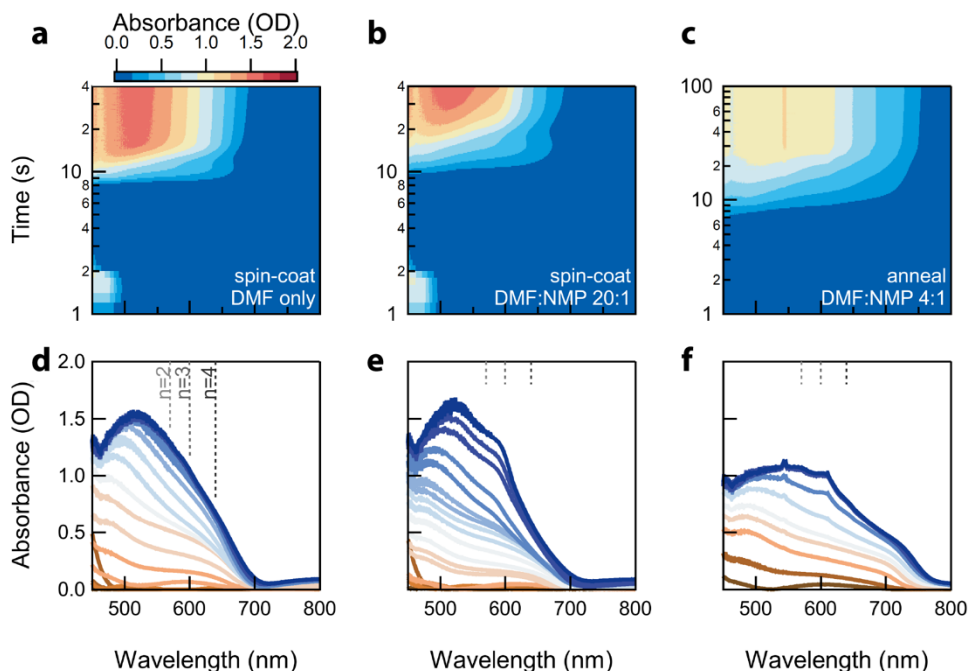 a
b
c
Absorbance (OD)
0.0 0.5 1.0 1.5 2.0
Time (s)
4
2
10
8
6
4
2
1
spin-coat
DMF only
4
2
10
8
6
4
2
1
spin-coat
DMF:NMP 20:1
100
8
6
4
2
10
8
6
4
2
1
anneal
DMF:NMP 4:1
d
e
f
Absorbance (OD)
2.0
1.5
1.0
0.5
0.0
n=2
n=3
n=4
500 600 700 800
500 600 700 800
500 600 700 800
Wavelength (nm)
Wavelength (nm)
Wavelength (nm)